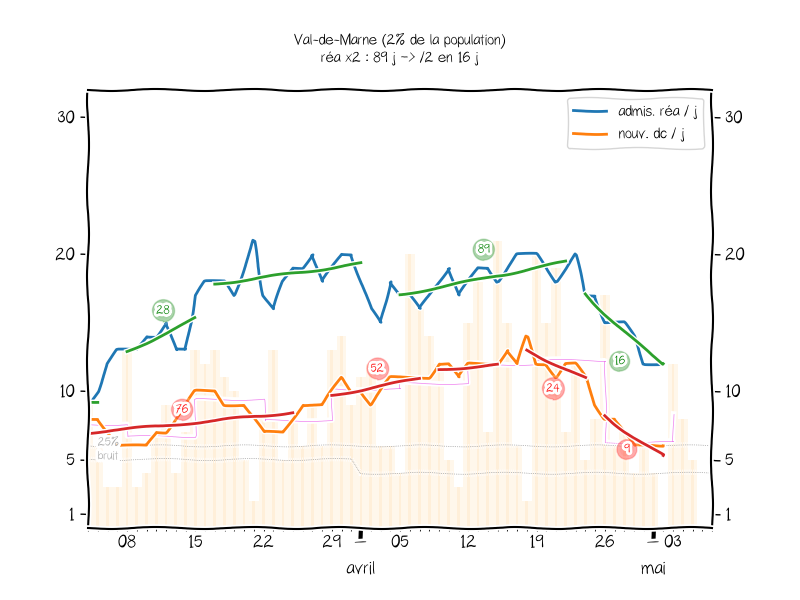 Val-de-Marne (2% de la population)
réa x2 : 89 j -> /2 en 16 j
admis. réa / j
nouv. dc / j
30 30
20 20
10 10
5 5
1 1
89
28
16
52
76
24
9
25%
bruit
08 15 22 29 05 12 19 26 03
avril mai